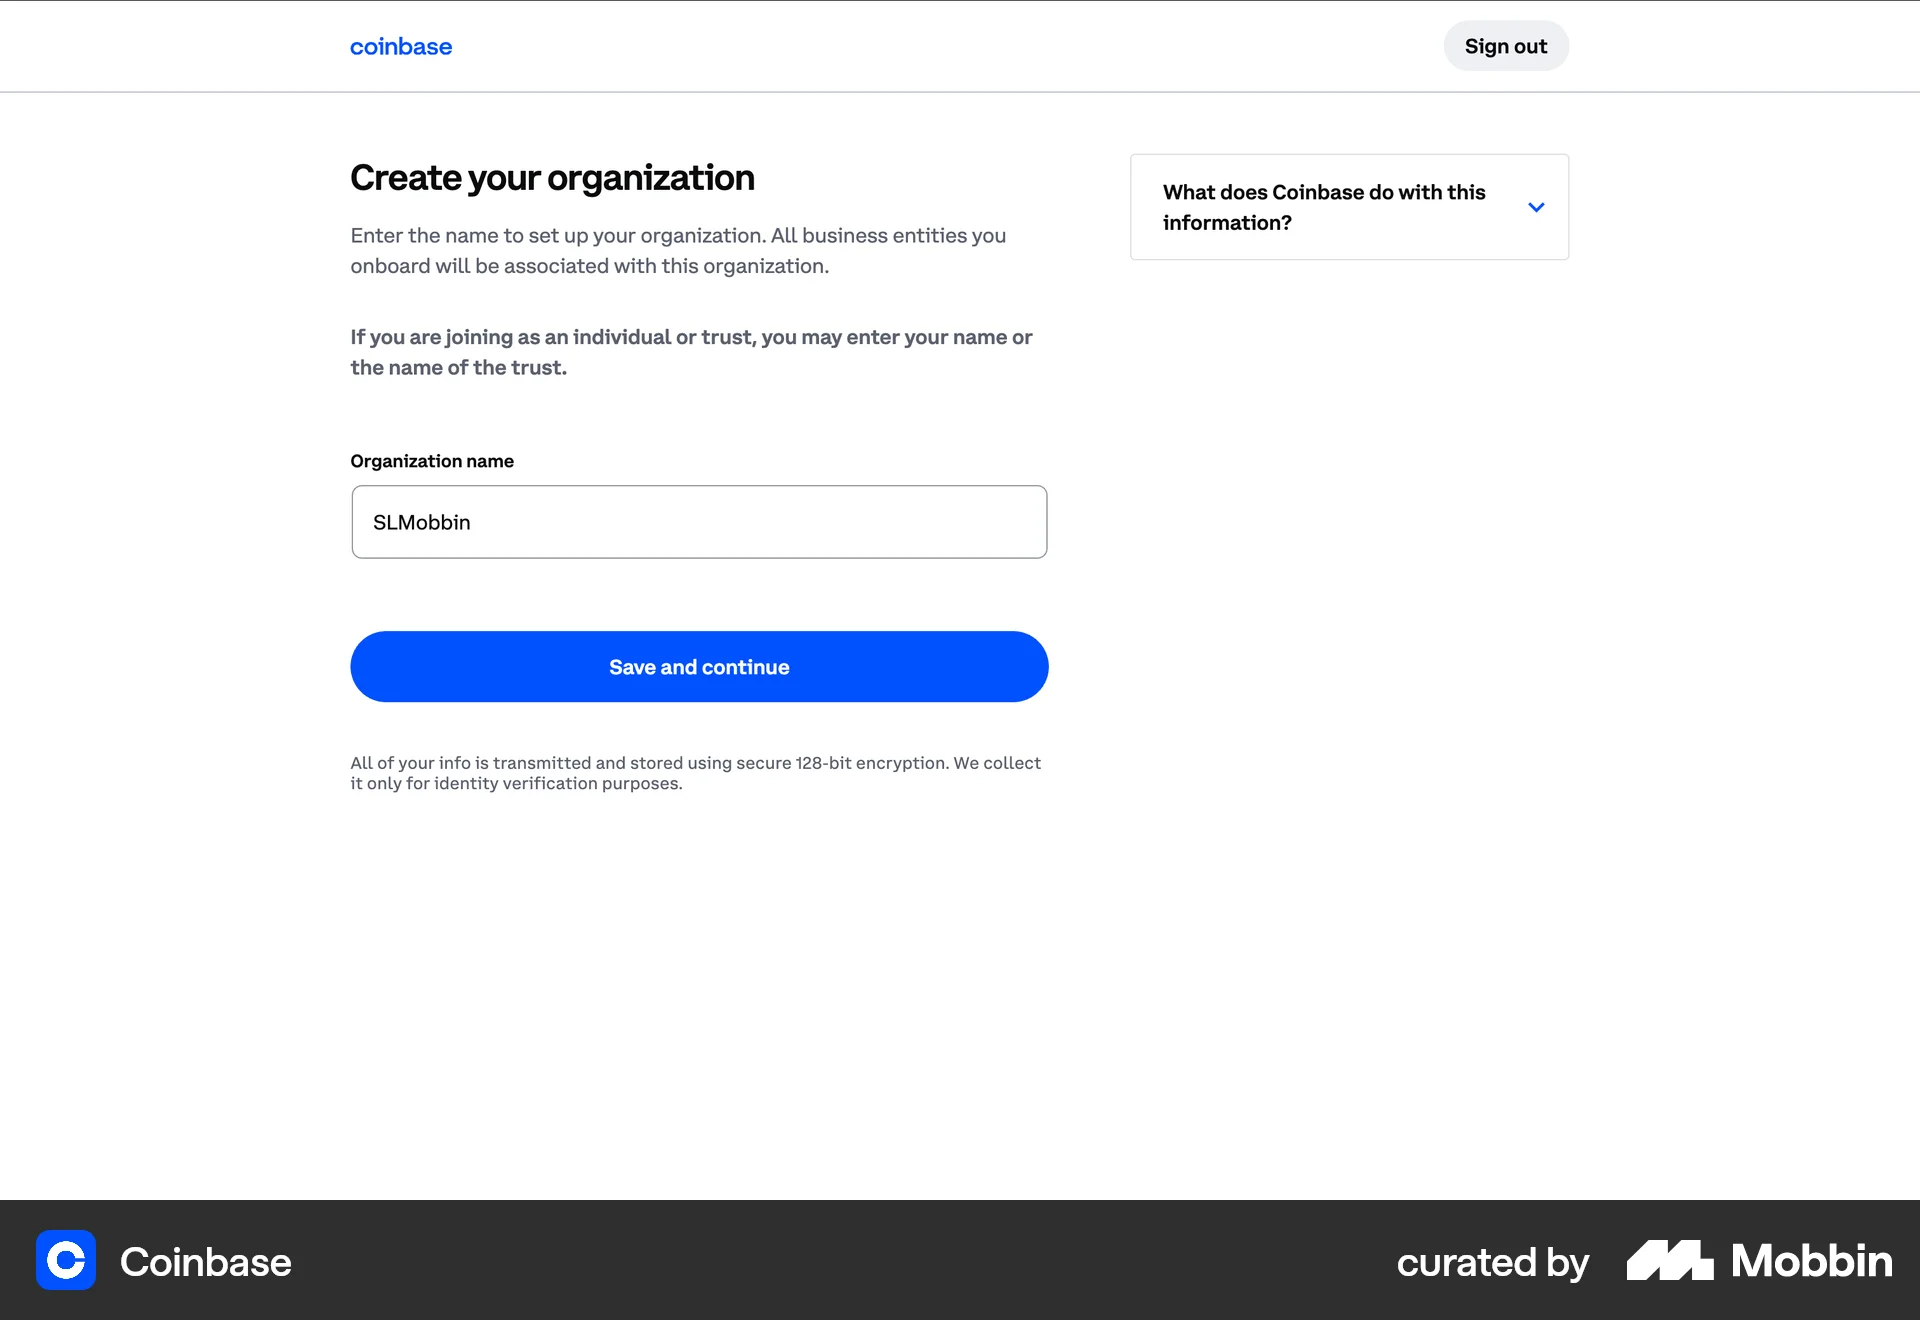 coinbase
Sign out
Create your organization
Enter the name to set up your organization. All business entities you
onboard will be associated with this organization.
If you are joining as an individual or trust, you may enter your name or
the name of the trust.
Organization name
SLMobbin
Save and continue
All of your info is transmitted and stored using secure 128-bit encryption. We collect
it only for identity verification purposes.
What does Coinbase do with this
information?
Coinbase
curated by
Mobbin